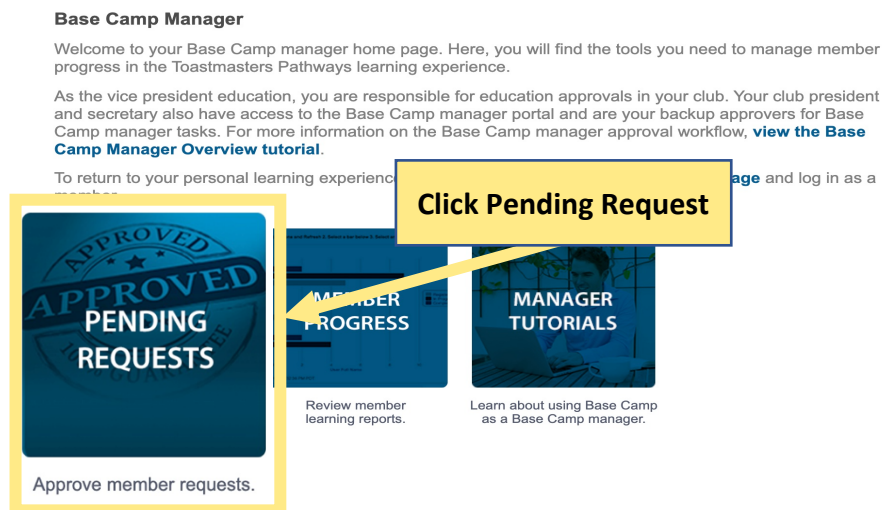 Base Camp Manager
Welcome to your Base Camp manager home page. Here, you will find the tools you need to manage member
progress in the Toastmasters Pathways learning experience.
As the vice president education, you are responsible for education approvals in your club. Your club president
and secretary also have access to the Base Camp manager portal and are your backup approvers for Base
Camp manager tasks. For more information on the Base Camp manager approval workflow, view the Base
Camp Manager Overview tutorial.
To return to your personal learning
and log in as a
Click Pending Request
APPROVED
APPROVED
PENDING
REQUESTS
MEMBER
PROGRESS
MANAGER
TUTORIALS
Approve member requests.
Review member
learning reports.
Learn about using Base Camp
as a Base Camp manager.